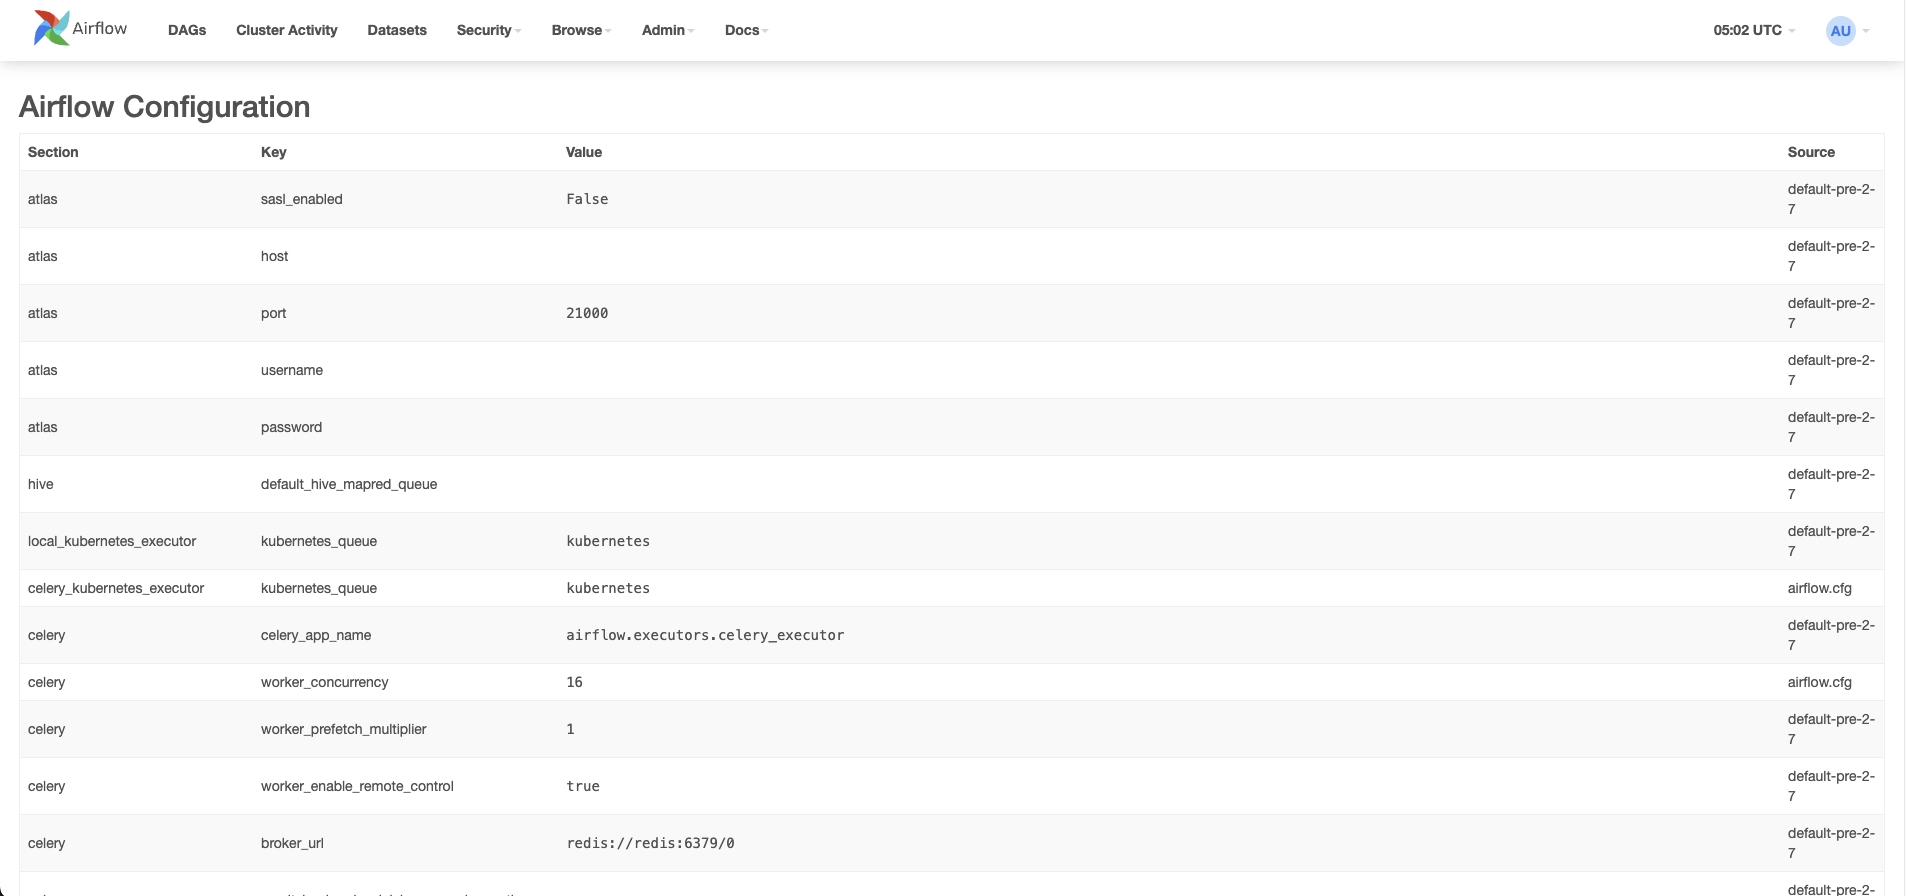 Airflow DAGs Cluster Activity Datasets Security Browse Admin Docs 05:02 UTC AU
Airflow Configuration
Section Key Value Source
atlas sasl_enabled False default-pre-2-
7
atlas host default-pre-2-
7
atlas port 21000 default-pre-2-
7
atlas username default-pre-2-
7
atlas password default-pre-2-
7
hive default_hive_mapred_queue default-pre-2-
7
local_kubernetes_executor kubernetes_queue kubernetes default-pre-2-
7
celery_kubernetes_executor kubernetes_queue kubernetes airflow.cfg
celery celery_app_name airflow.executors.celery_executor default-pre-2-
7
celery worker_concurrency 16 airflow.cfg
celery worker_prefetch_multiplier 1 default-pre-2-
7
celery worker_enable_remote_control true default-pre-2-
7
celery broker_url redis://redis:6379/0 default-pre-2-
7
default-pre-2-